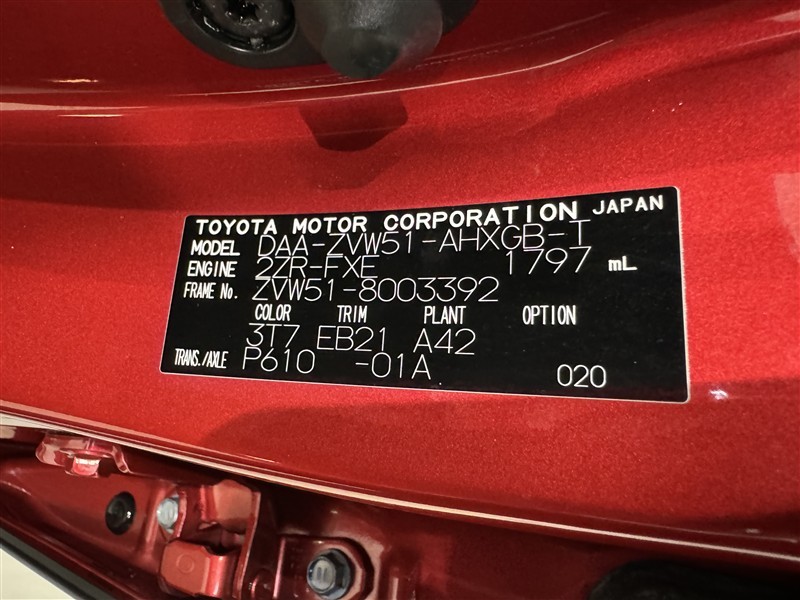 TOYOTA MOTOR CORPORATION JAPAN
MODEL DAA-ZVW51-AHXGB-T
ENGINE 2ZR-FXE 1797 mL
FRAME No. ZVW51-8003392
COLOR TRIM PLANT OPTION
3T7 EB21 A42
TRANS./AXLE P610 -01A 020